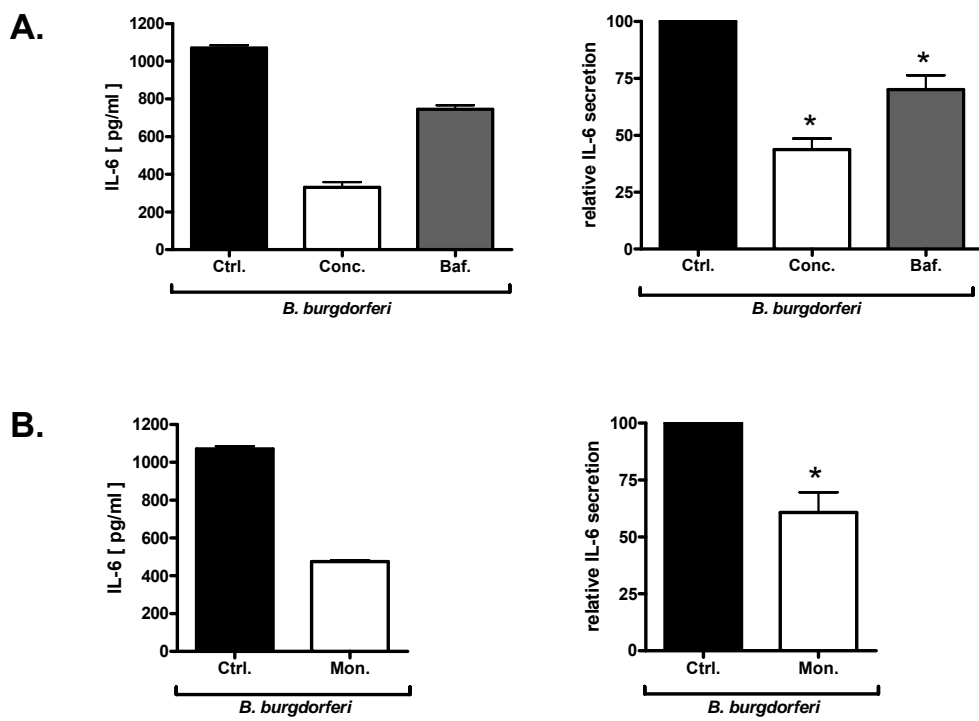 A.
IL-6 [ pg/ml ]
1200
1000
800
600
400
200
0
Ctrl.
Conc.
Baf.
B. burgdorferi
relative IL-6 secretion
100
75
50
25
0
*
*
Ctrl.
Conc.
Baf.
B. burgdorferi
B.
IL-6 [ pg/ml ]
1200
1000
800
600
400
200
0
Ctrl.
Mon.
B. burgdorferi
relative IL-6 secretion
100
75
50
25
0
*
Ctrl.
Mon.
B. burgdorferi